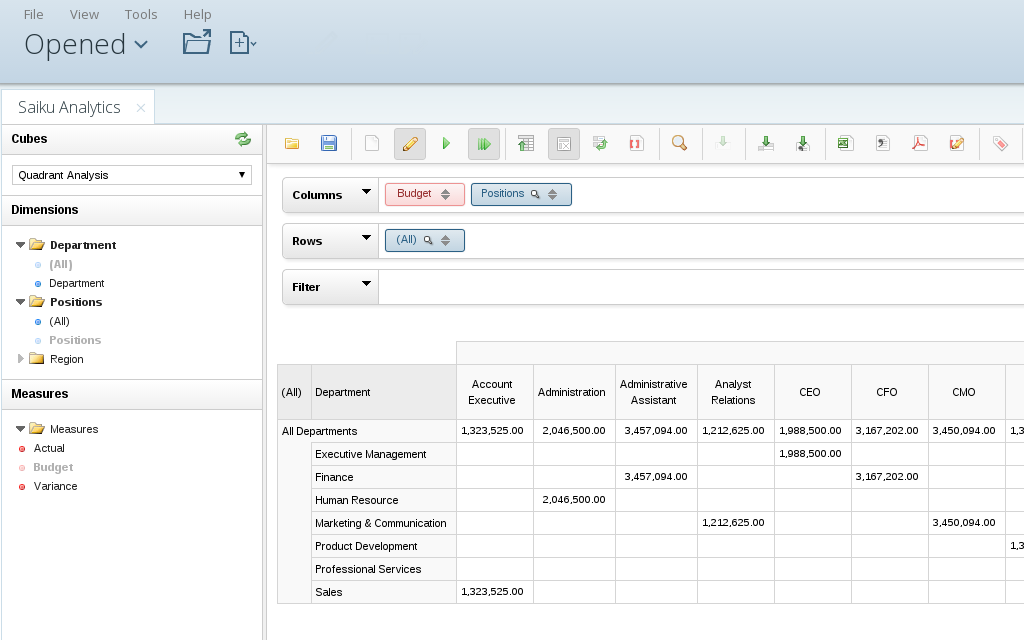 File View Tools Help
Opened
Saiku Analytics ×
Cubes
Quadrant Analysis
Dimensions
Department
(All)
Department
Positions
(All)
Positions
Region
Measures
Measures
Actual
Budget
Variance
Columns Budget Positions
Rows (All)
Filter
(All) Department Account Executive Administration Administrative Assistant Analyst Relations CEO CFO CMO
All Departments 1,323,525.00 2,046,500.00 3,457,094.00 1,212,625.00 1,988,500.00 3,167,202.00 3,450,094.00 1,3
Executive Management 1,988,500.00
Finance 3,457,094.00 3,167,202.00
Human Resource 2,046,500.00
Marketing & Communication 1,212,625.00 3,450,094.00
Product Development 1,3
Professional Services
Sales 1,323,525.00